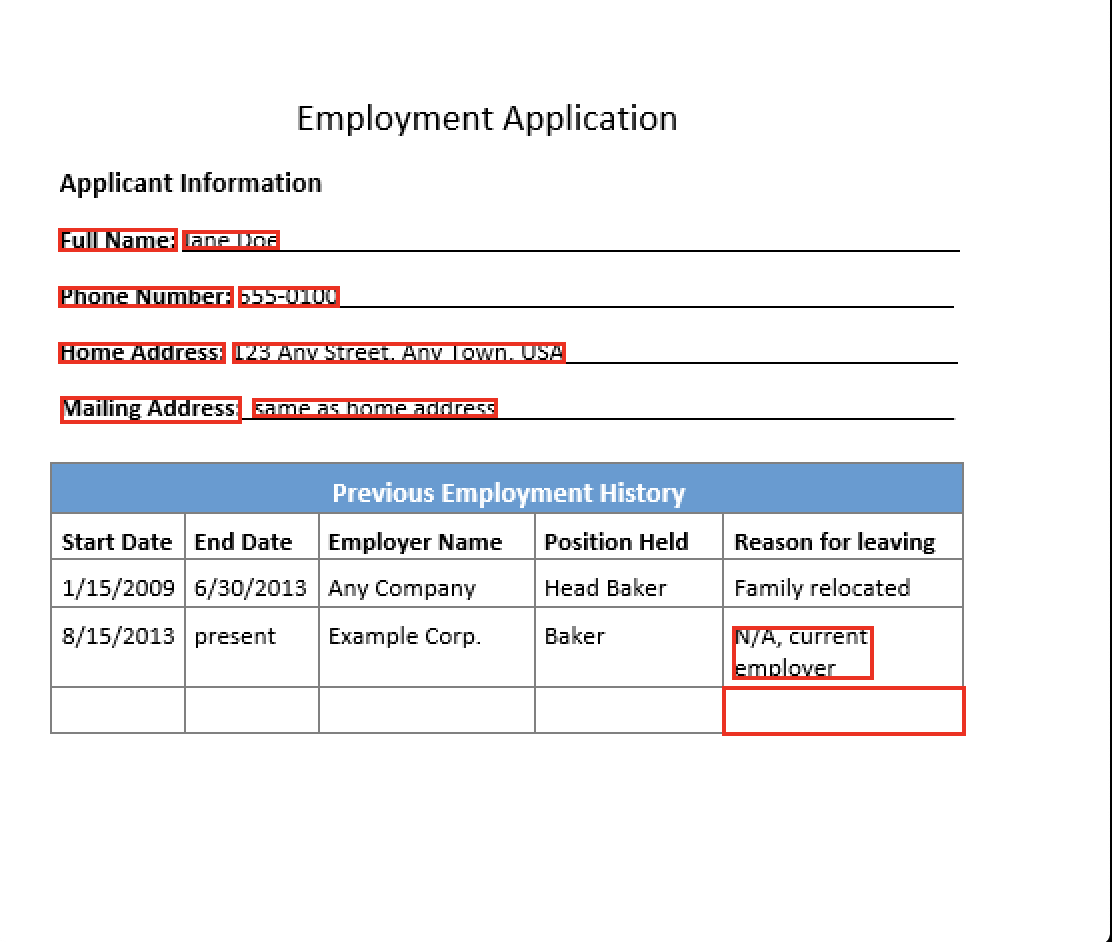 Employment Application
Applicant Information
Full Name: Jane Doe
Phone Number: 555-0100
Home Address: 123 Any Street, Any Town, USA
Mailing Address: same as home address
Previous Employment History
Start Date End Date Employer Name Position Held Reason for leaving
1/15/2009 6/30/2013 Any Company Head Baker Family relocated
8/15/2013 present Example Corp. Baker N/A, current
employer